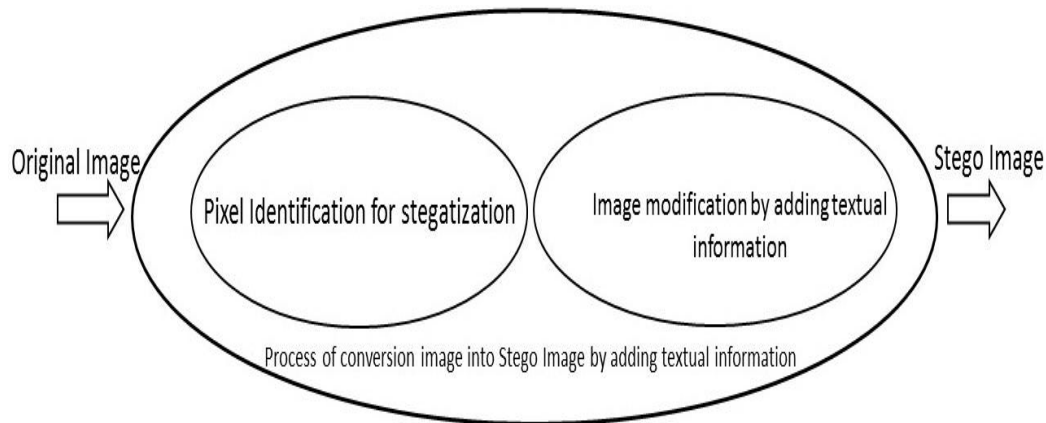 Original Image
Stego Image
Pixel Identification for stegatization
Image modification by adding textual
information
Process of conversion image into Stego Image by adding textual information